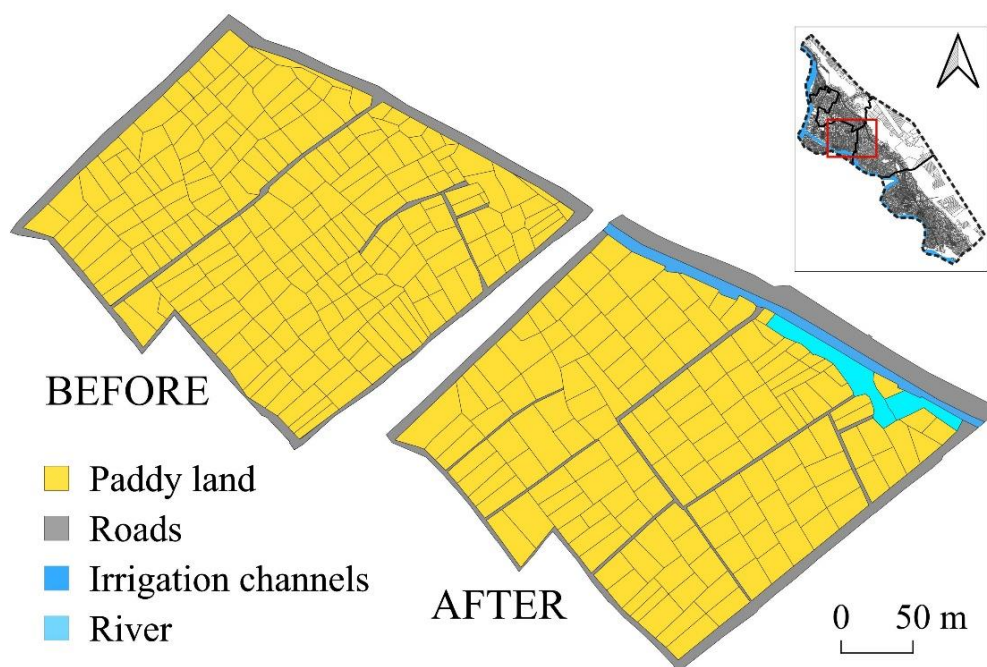 BEFORE
Paddy land
Roads
Irrigation channels
River
AFTER
0 50 m